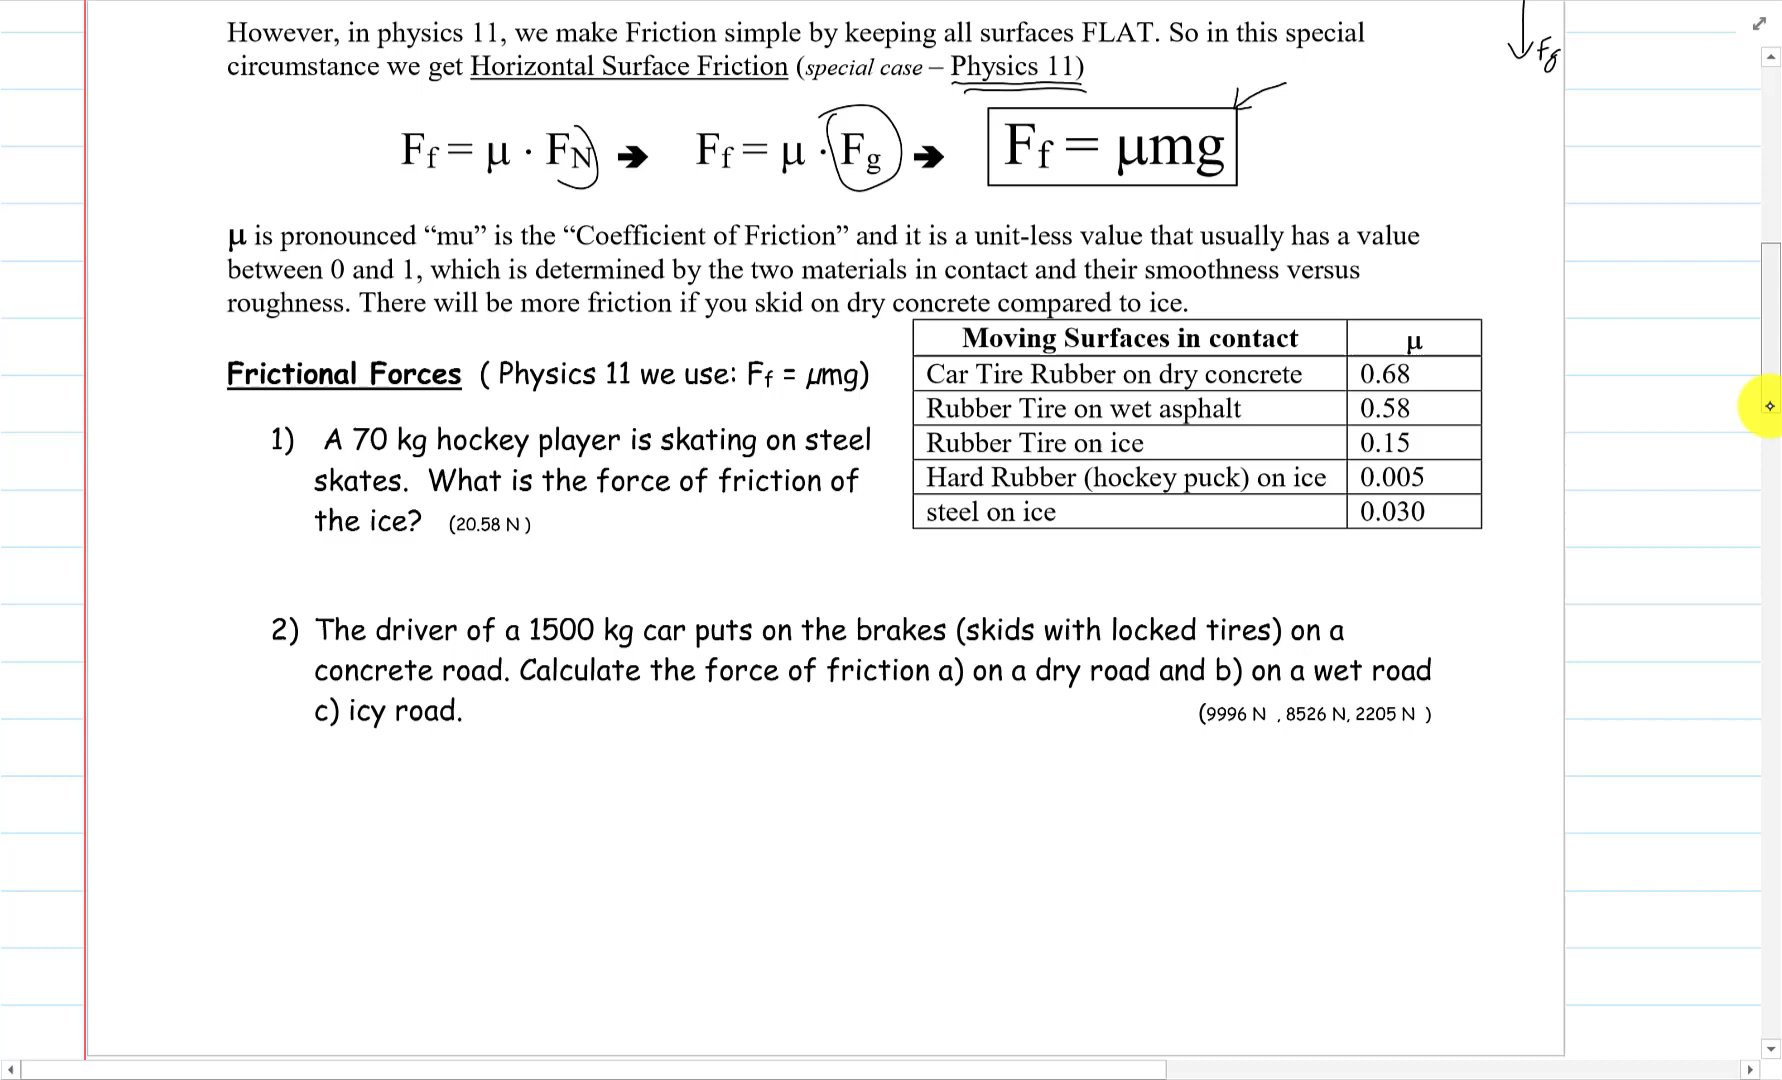 However, in physics 11, we make Friction simple by keeping all surfaces FLAT. So in this special
circumstance we get Horizontal Surface Friction (special case – Physics 11)
Fg
Ff = μ · FN ➔ Ff = μ · Fg ➔ Ff = μmg
μ is pronounced “mu” is the “Coefficient of Friction” and it is a unit-less value that usually has a value
between 0 and 1, which is determined by the two materials in contact and their smoothness versus
roughness. There will be more friction if you skid on dry concrete compared to ice.
Frictional Forces ( Physics 11 we use: Ff = μmg)
1) A 70 kg hockey player is skating on steel
skates. What is the force of friction of
the ice? (20.58 N )
Moving Surfaces in contact μ
Car Tire Rubber on dry concrete 0.68
Rubber Tire on wet asphalt 0.58
Rubber Tire on ice 0.15
Hard Rubber (hockey puck) on ice 0.005
steel on ice 0.030
2) The driver of a 1500 kg car puts on the brakes (skids with locked tires) on a
concrete road. Calculate the force of friction a) on a dry road and b) on a wet road
c) icy road. (9996 N , 8526 N, 2205 N )